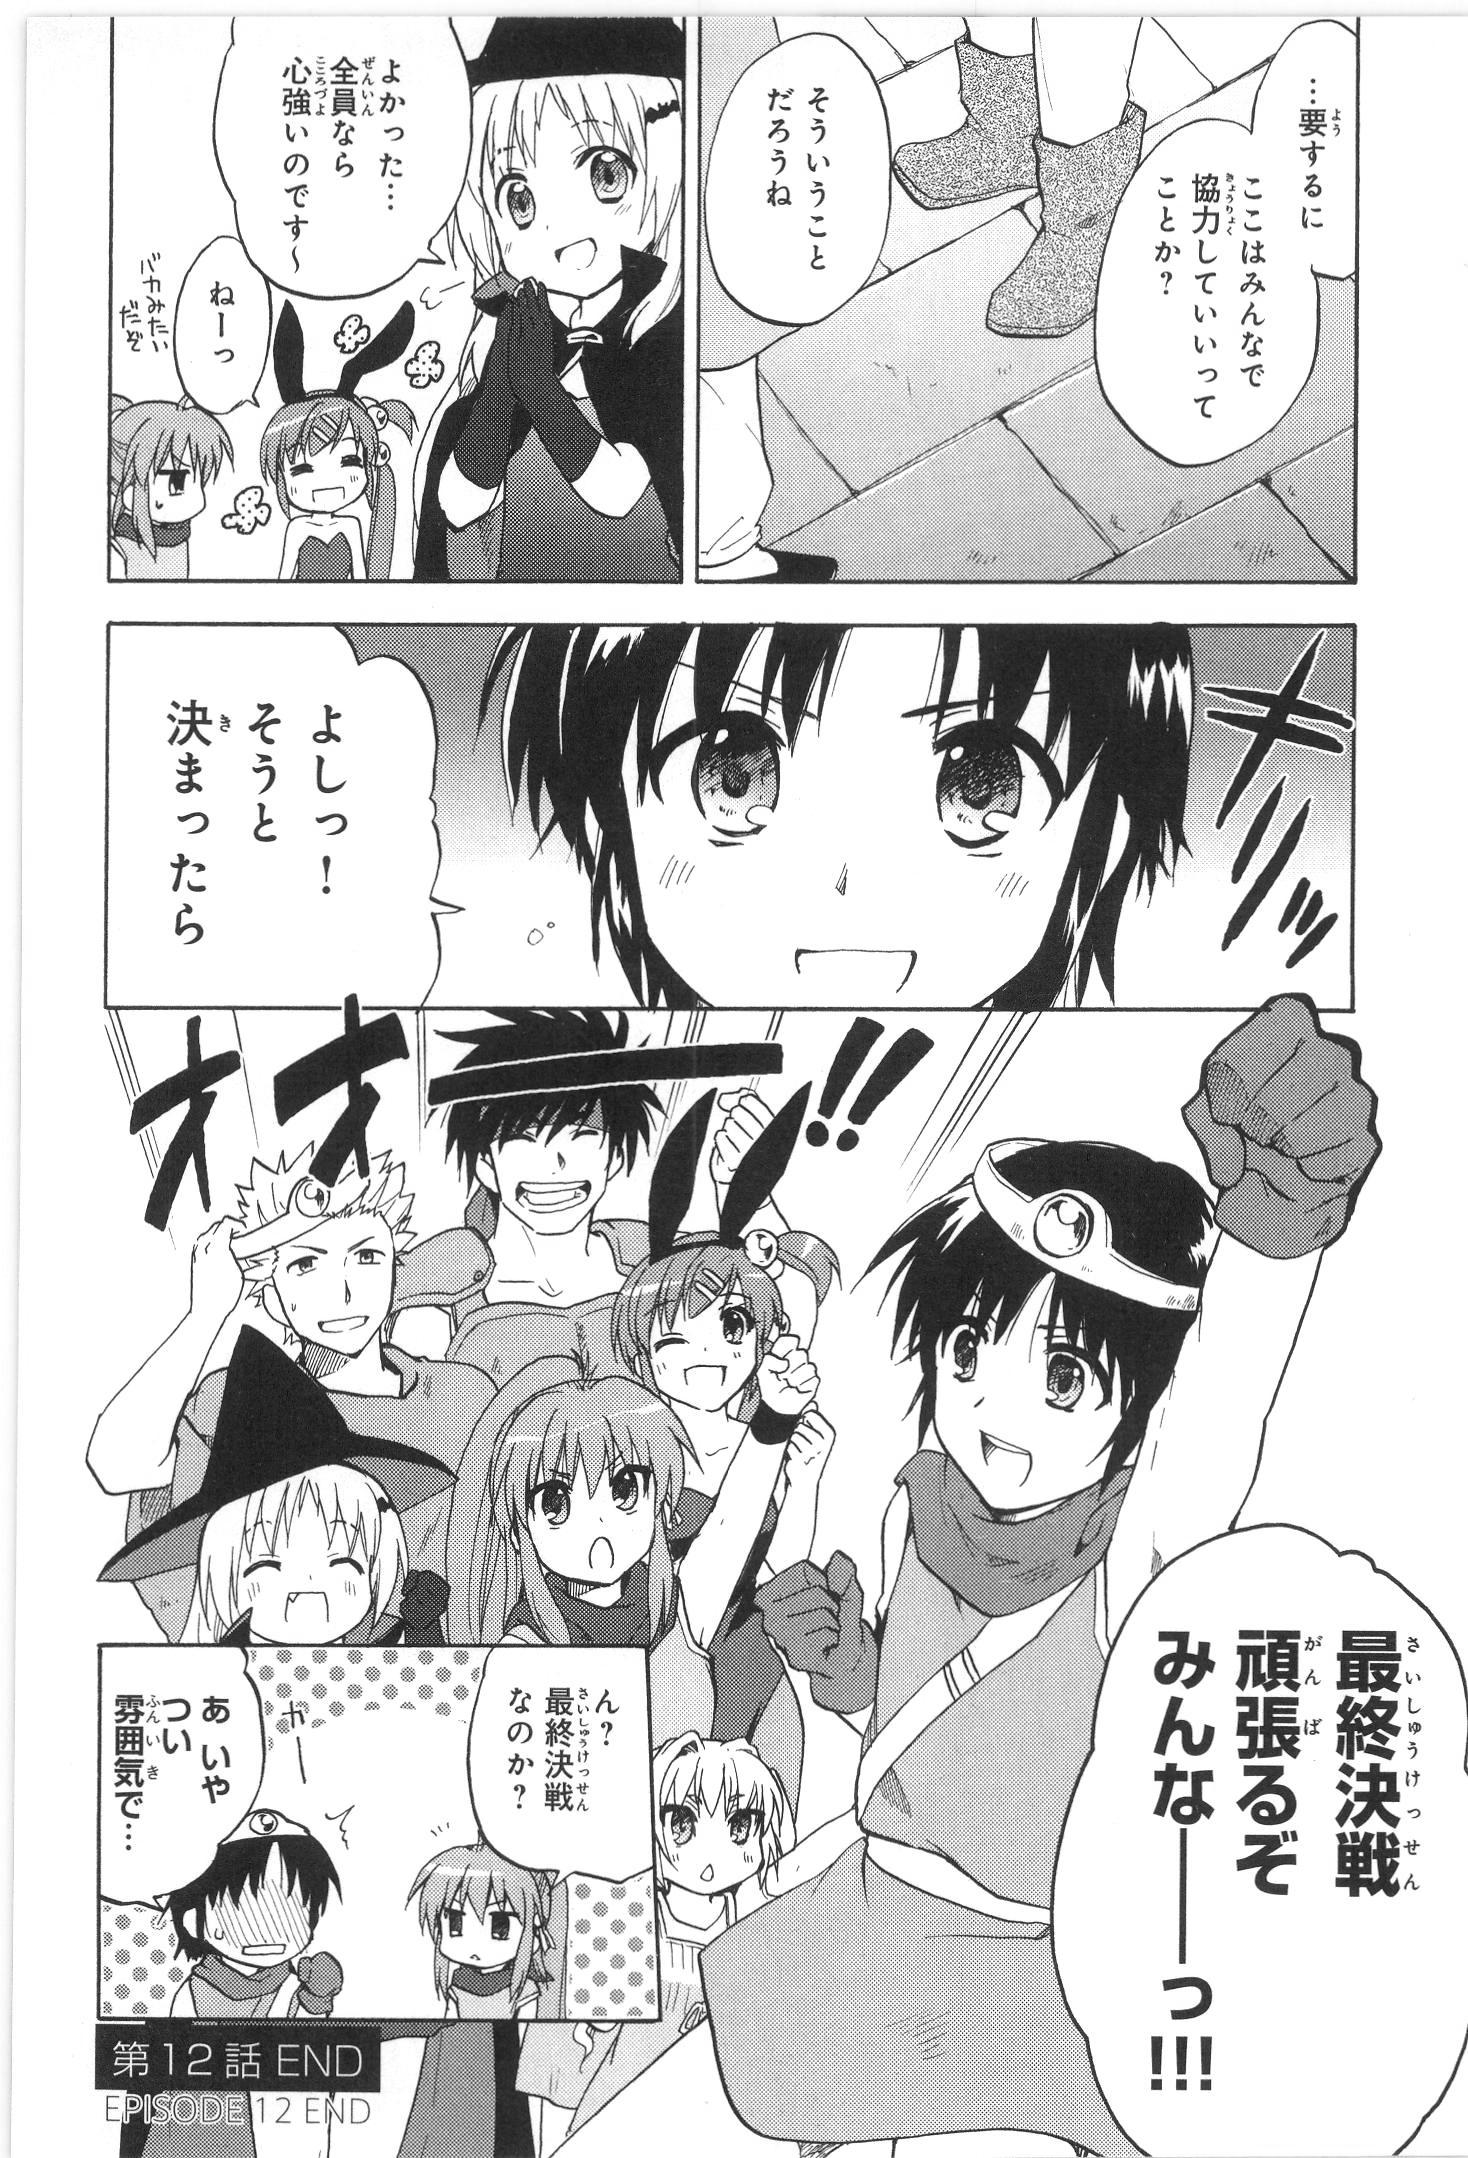 …要するに
ここはみんなで
協力していいって
ことか?
そういうこと
だろうね
よかった…
全員なら
心強いのです〜
ねーっ
バカみたい
だぞ
キリッ
よしっ!
そうと
決まったら
オオー!!
最終決戦
頑張るぞ
みんなーーーっ!!!
ん?
最終決戦
なのか?
カー
あ いや
つい
雰囲気で…
第12話 END
EPISODE 12 END